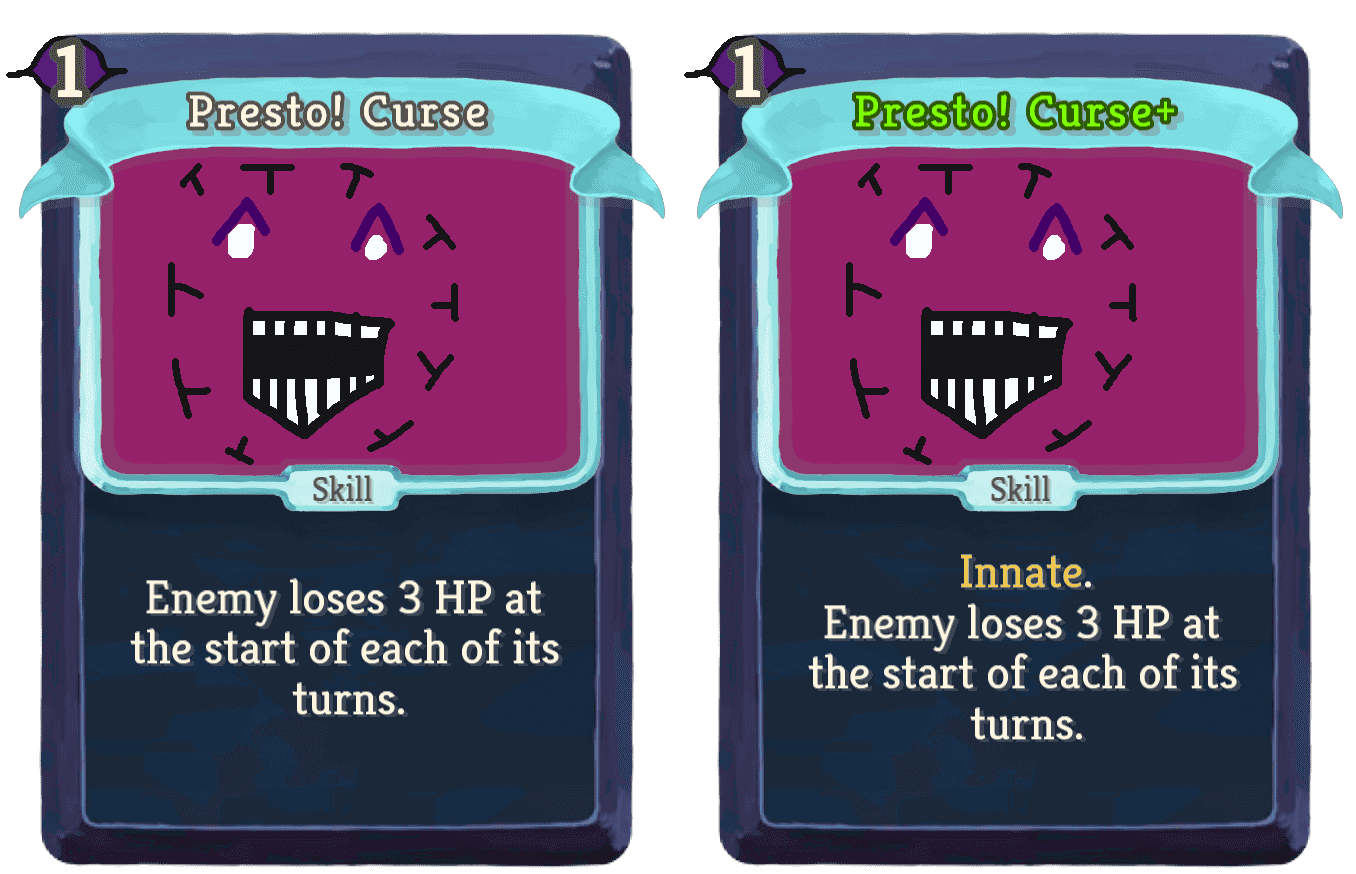 1
Presto! Curse
Skill
Enemy loses 3 HP at
the start of each of its
turns.
1
Presto! Curse+
Skill
Innate.
Enemy loses 3 HP at
the start of each of its
turns.